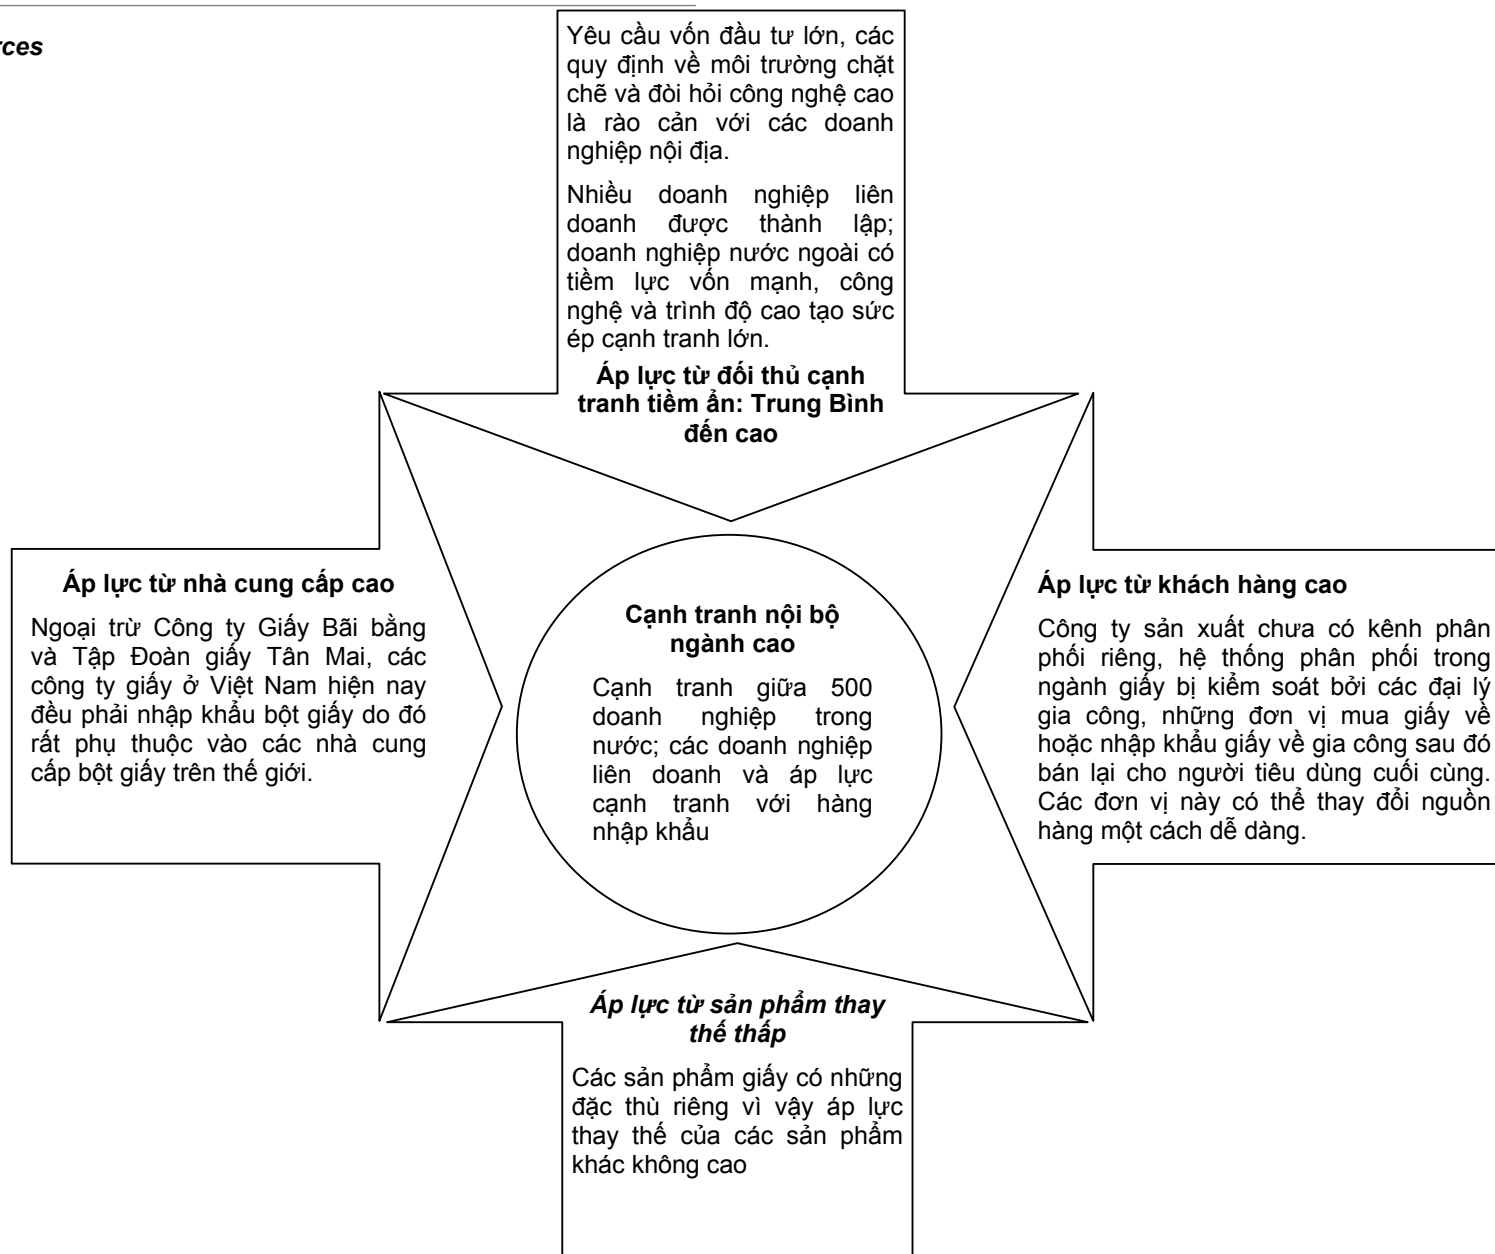 rces
Yêu cầu vốn đầu tư lớn, các
quy định về môi trường chặt
chẽ và đòi hỏi công nghệ cao
là rào cản với các doanh
nghiệp nội địa.
Nhiều doanh nghiệp liên
doanh được thành lập;
doanh nghiệp nước ngoài có
tiềm lực vốn mạnh, công
nghệ và trình độ cao tạo sức
ép cạnh tranh lớn.
Áp lực từ đối thủ cạnh
tranh tiềm ẩn: Trung Bình
đến cao
Áp lực từ nhà cung cấp cao
Ngoại trừ Công ty Giấy Bãi bằng
và Tập Đoàn giấy Tân Mai, các
công ty giấy ở Việt Nam hiện nay
đều phải nhập khẩu bột giấy do đó
rất phụ thuộc vào các nhà cung
cấp bột giấy trên thế giới.
Cạnh tranh nội bộ
ngành cao
Cạnh tranh giữa 500
doanh nghiệp trong
nước; các doanh nghiệp
liên doanh và áp lực
cạnh tranh với hàng
nhập khẩu
Áp lực từ khách hàng cao
Công ty sản xuất chưa có kênh phân
phối riêng, hệ thống phân phối trong
ngành giấy bị kiểm soát bởi các đại lý
gia công, những đơn vị mua giấy về
hoặc nhập khẩu giấy về gia công sau đó
bán lại cho người tiêu dùng cuối cùng.
Các đơn vị này có thể thay đổi nguồn
hàng một cách dễ dàng.
Áp lực từ sản phẩm thay
thế thấp
Các sản phẩm giấy có những
đặc thù riêng vì vậy áp lực
thay thế của các sản phẩm
khác không cao